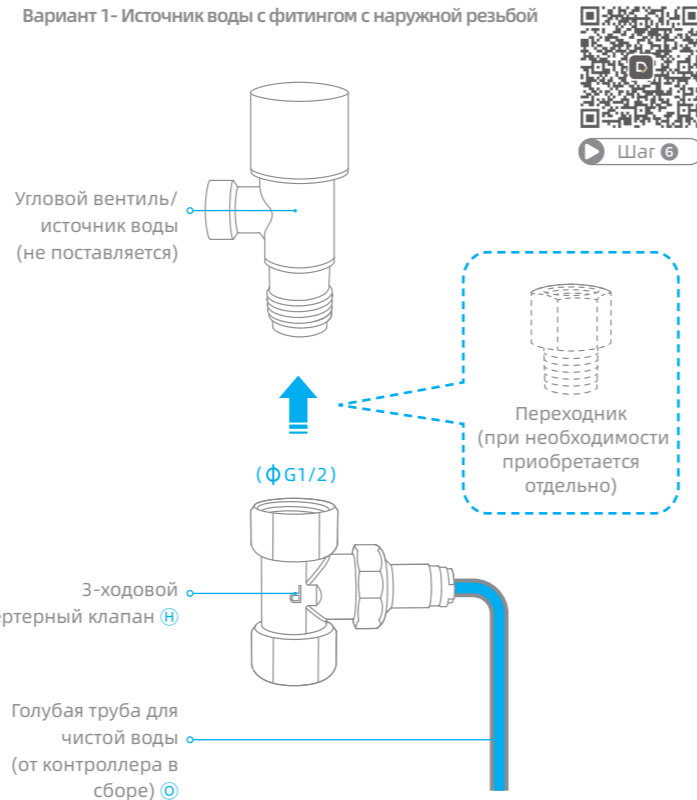 Вариант 1- Источник воды с фитингом с наружной резьбой
Шаг 6
Угловой вентиль/
источник воды
(не поставляется)
Переходник
(при необходимости
приобретается
отдельно)
(ϕG1/2)
3-ходовой
клапан H
Голубая труба для
чистой воды
(от контроллера в
сборе) O